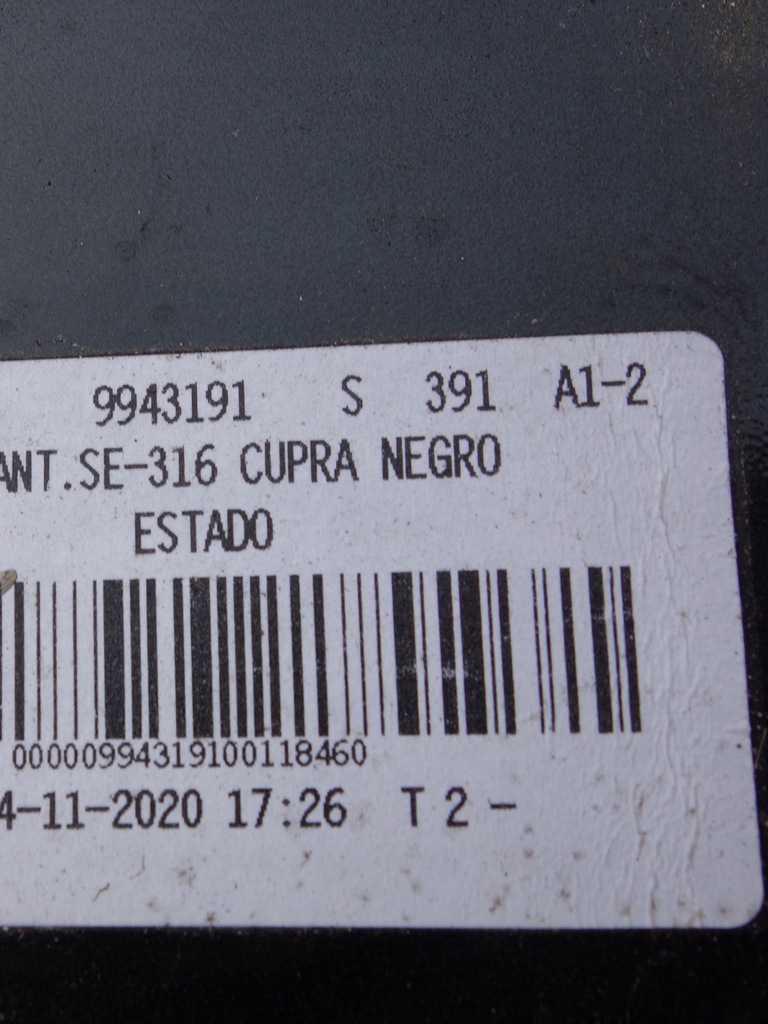 9943191 S 391 A1-2
ANT.SE-316 CUPRA NEGRO
ESTADO
00000994319100118460
4-11-2020 17:26 T 2 -